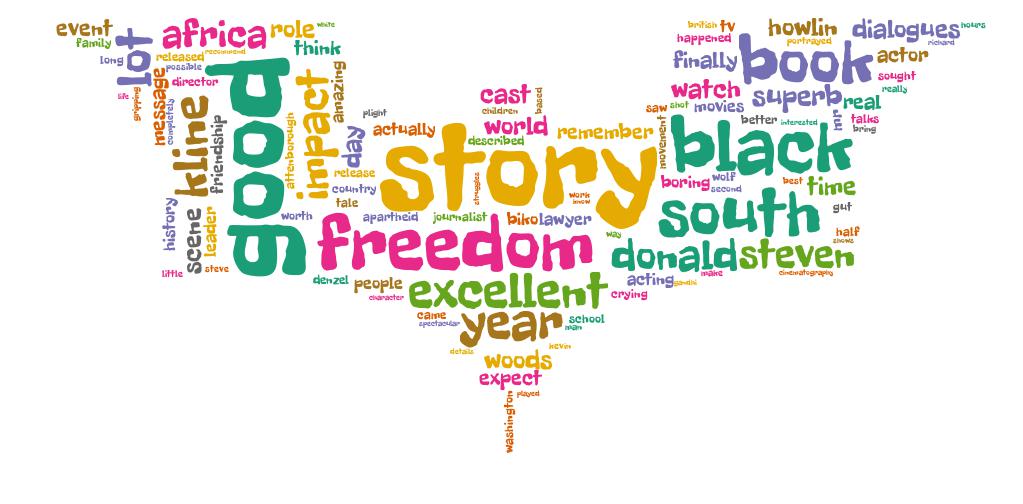 event
family
long
lot
africa
released
recommend
possible
director
role
white
think
british
tv
happened
howlin
portrayed
dialogues
hours
richard
finally
book
actor
sought
life
gripping
message
completely
kline
friendship
good
attenborough
impact
amazing
day
plight
actually
cast
children
based
world
described
remember
saw
shot
movies
watch
superb
really
real
mr
talks
bring
better
interested
movement
black
story
struggles
work
know
release
country
tale
boring
wolf
second
best
time
gut
history
scene
leader
worth
apartheid
journalist
biko
lawyer
way
south
half
shows
little
steve
freedom
donald
steven
cinematography
denzel
people
character
excellent
acting
gandhi
make
crying
came
spectacular
year
school
man
details
kevin
woods
expect
played
washington